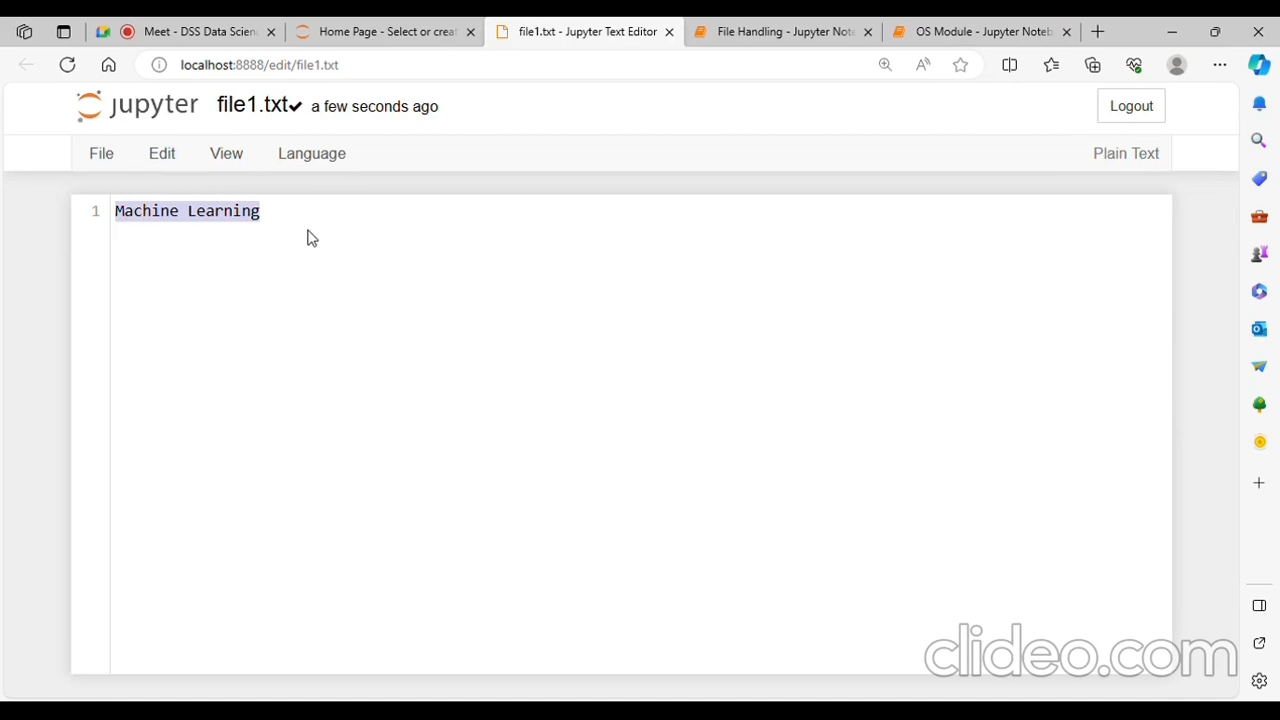 Meet - DSS Data Scien
Home Page - Select or creat
file1.txt - Jupyter Text Editor
File Handling - Jupyter Note
OS Module - Jupyter Noteb
localhost:8888/edit/file1.txt
jupyter file1.txt✔ a few seconds ago
Logout
File Edit View Language
Plain Text
1 Machine Learning
clideo.com